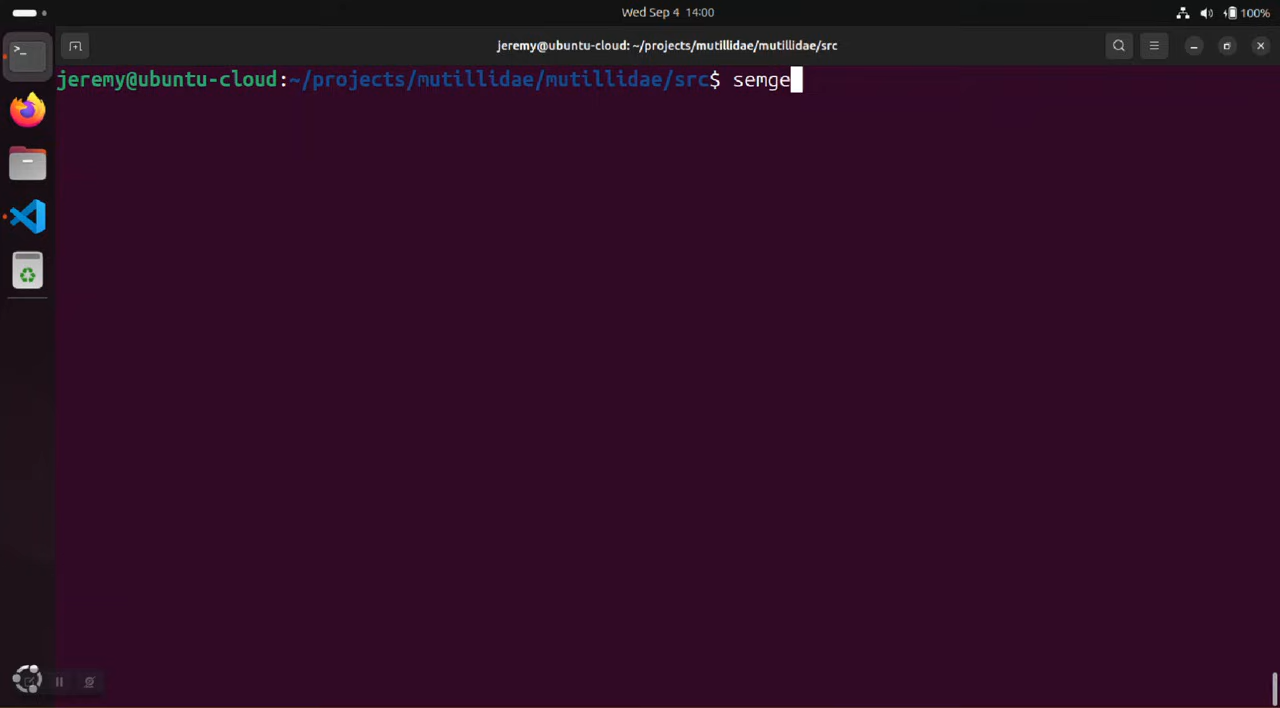 Wed Sep 4 14:00
100%
jeremy@ubuntu-cloud: ~/projects/mutillidae/mutillidae/src
>_
jeremy@ubuntu-cloud:~/projects/mutillidae/mutillidae/src$ semge